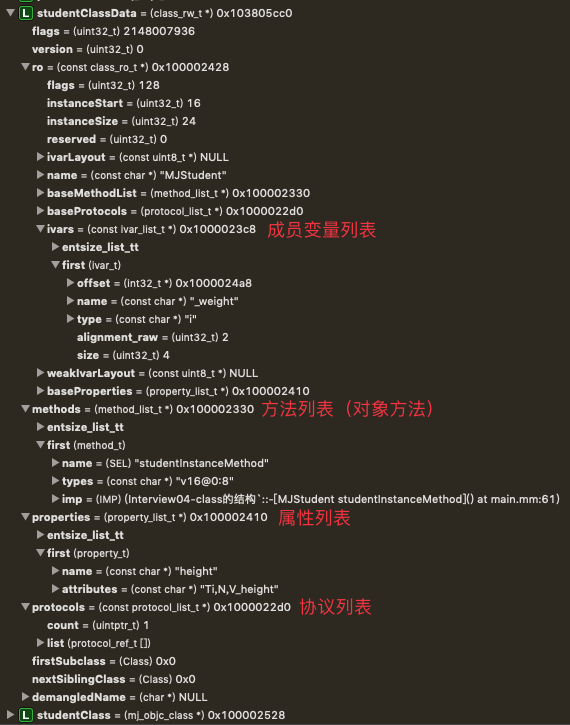 L studentClassData = (class_rw_t *) 0x103805cc0
flags = (uint32_t) 2148007936
version = (uint32_t) 0
ro = (const class_ro_t *) 0x100002428
flags = (uint32_t) 128
instanceStart = (uint32_t) 16
instanceSize = (uint32_t) 24
reserved = (uint32_t) 0
ivarLayout = (const uint8_t *) NULL
name = (const char *) "MJStudent"
baseMethodList = (method_list_t *) 0x100002330
baseProtocols = (protocol_list_t *) 0x1000022d0
ivars = (const ivar_list_t *) 0x1000023c8 成员变量列表
entsize_list_tt
first (ivar_t)
offset = (int32_t *) 0x1000024a8
name = (const char *) "_weight"
type = (const char *) "i"
alignment_raw = (uint32_t) 2
size = (uint32_t) 4
weakIvarLayout = (const uint8_t *) NULL
baseProperties = (property_list_t *) 0x100002410
methods = (method_list_t *) 0x100002330 方法列表（对象方法）
entsize_list_tt
first (method_t)
name = (SEL) "studentInstanceMethod"
types = (const char *) "v16@0:8"
imp = (IMP) (Interview04-class的结构`::-[MJStudent studentInstanceMethod]() at main.mm:61)
properties = (property_list_t *) 0x100002410 属性列表
entsize_list_tt
first (property_t)
name = (const char *) "height"
attributes = (const char *) "Ti,N,V_height"
protocols = (const protocol_list_t *) 0x1000022d0 协议列表
count = (uintptr_t) 1
list (protocol_ref_t [])
firstSubclass = (Class) 0x0
nextSiblingClass = (Class) 0x0
demangledName = (char *) NULL
L studentClass = (mj_objc_class *) 0x100002528